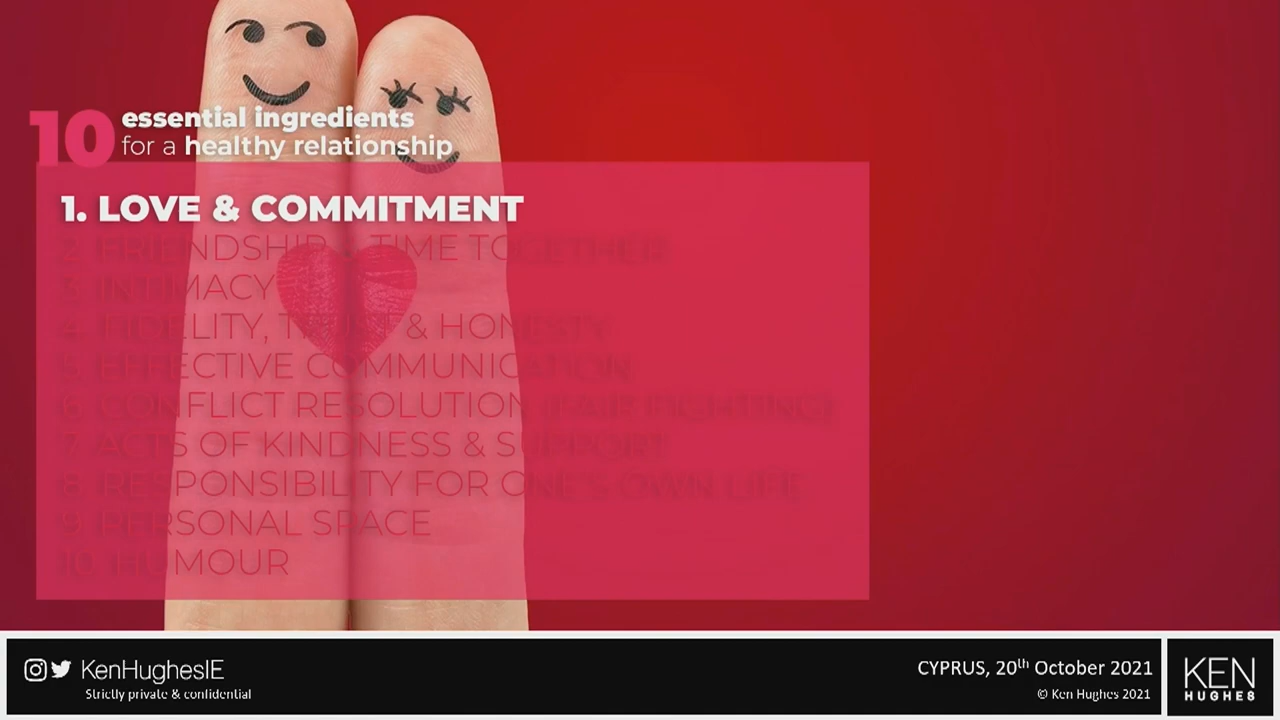 10 essential ingredients
for a healthy relationship
1. LOVE & COMMITMENT
2. FRIENDSHIP & TIME TOGETHER
3. INTIMACY
4. FIDELITY, TRUST & HONESTY
5. EFFECTIVE COMMUNICATION
6. CONFLICT RESOLUTION (FAIR FIGHTING)
7. ACTS OF KINDNESS & SUPPORT
8. RESPONSIBILITY FOR ONE'S OWN LIFE
9. PERSONAL SPACE
10. HUMOUR
KenHughesIE
Strictly private & confidential
CYPRUS, 20th October 2021
© Ken Hughes 2021
KEN
HUGHES